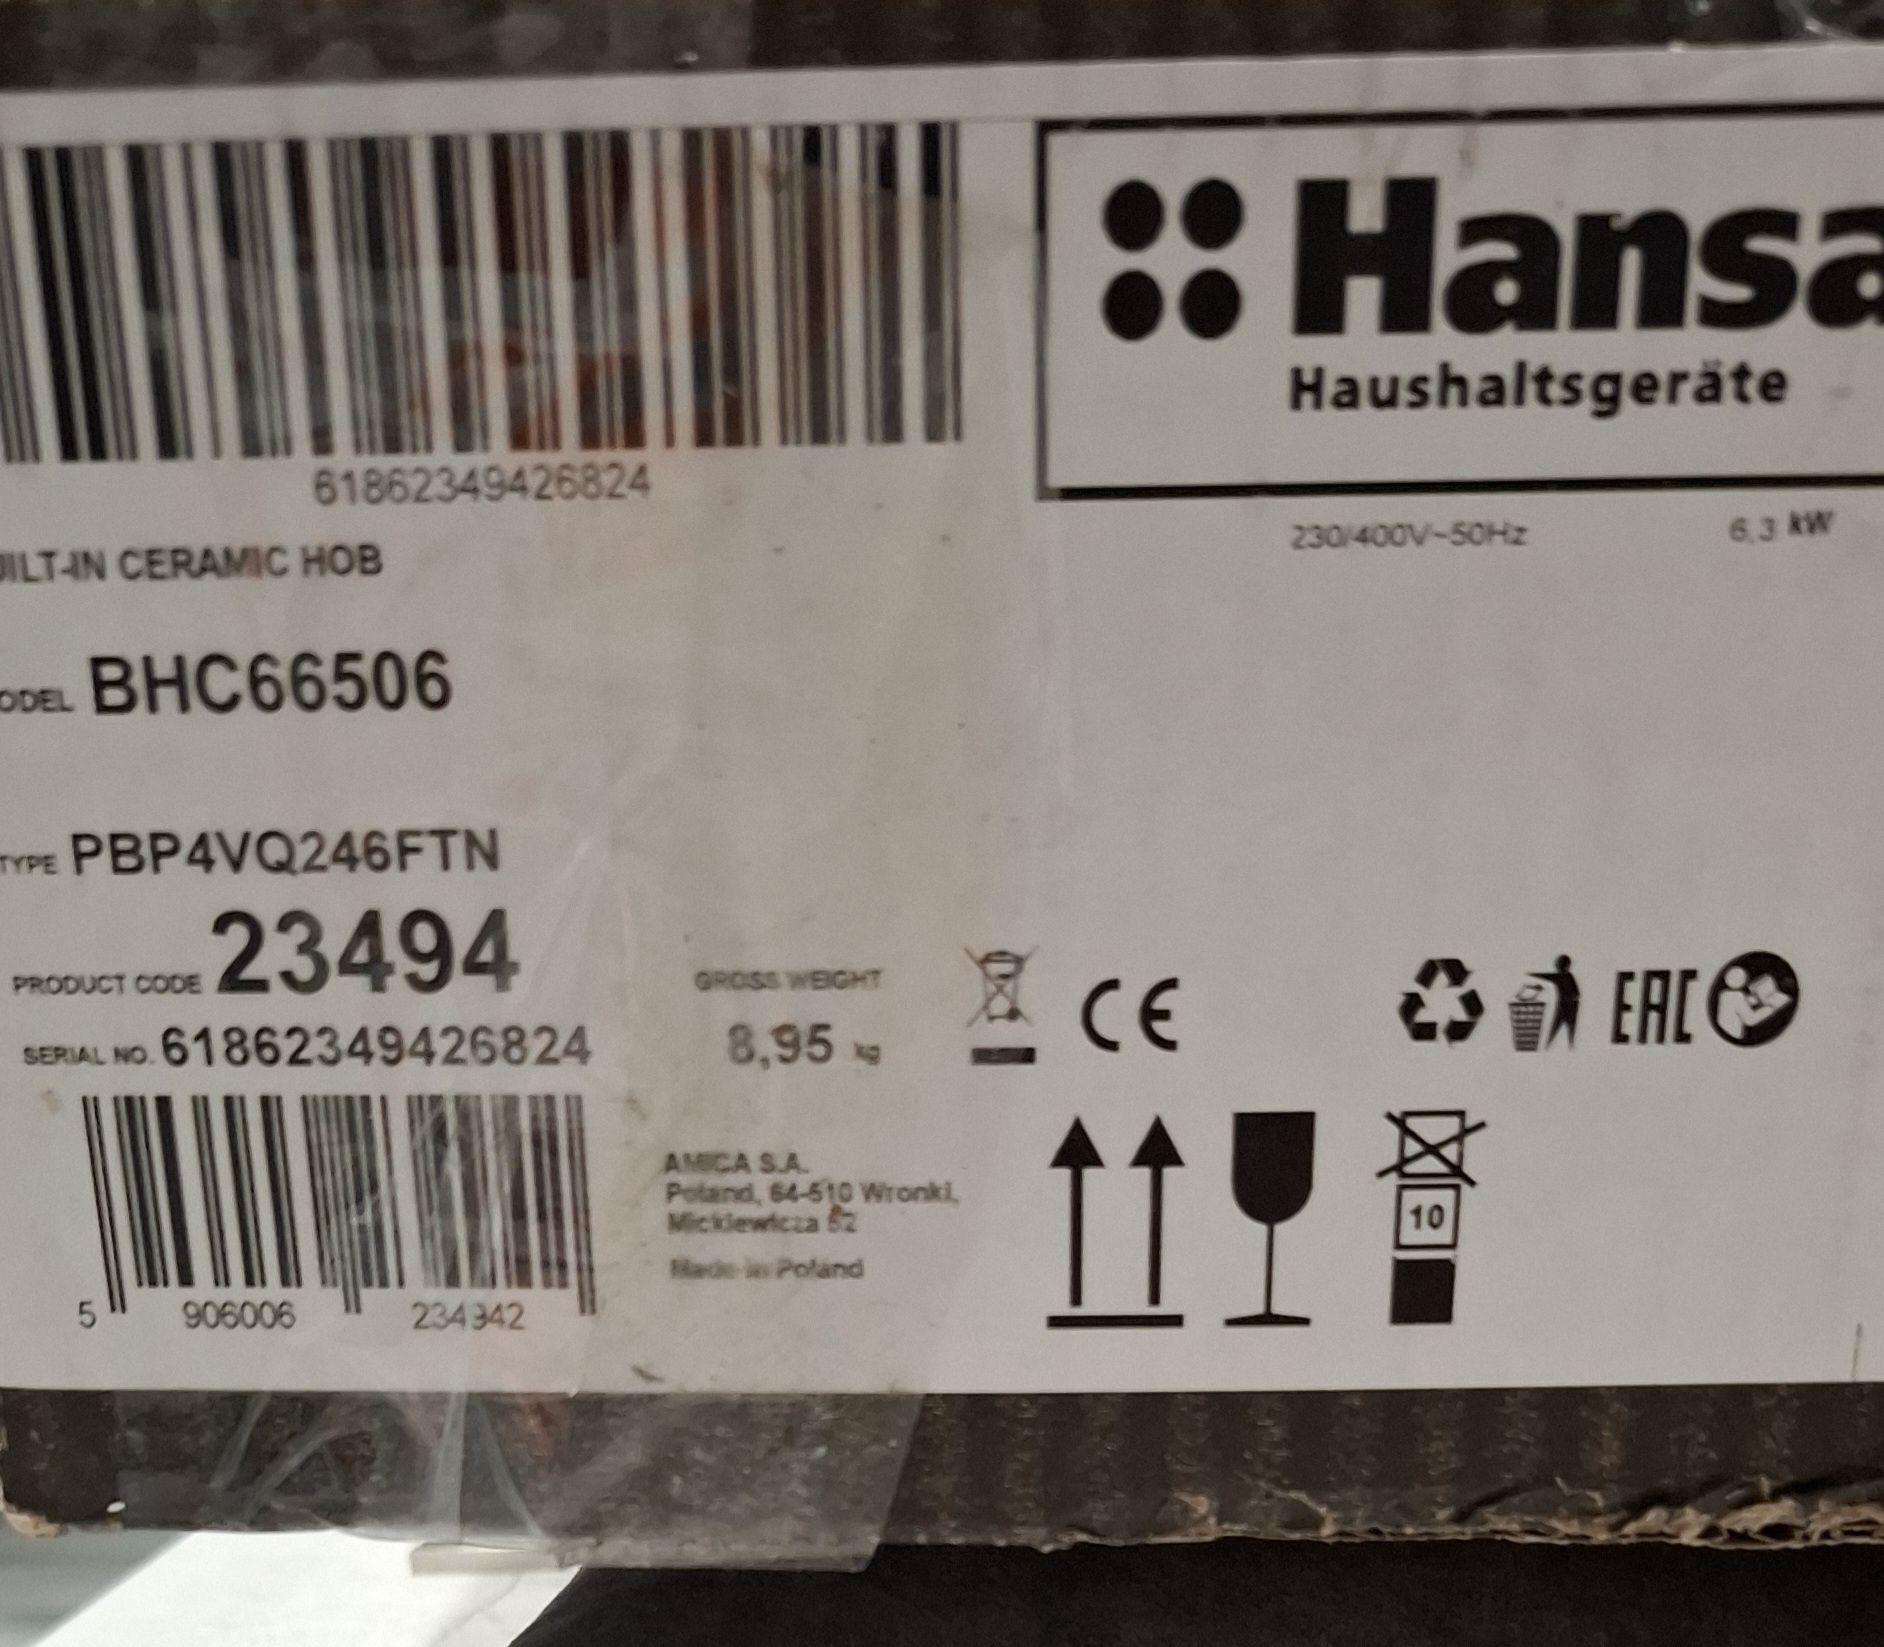 61862349426824
Hansa
Haushaltsgeräte
230/400V~50Hz 6,3 kW
UILT-IN CERAMIC HOB
ODEL BHC66506
TYPE PBP4VQ246FTN
PRODUCT CODE 23494
SERIAL NO. 61862349426824
GROSS WEIGHT
8,95 kg
CE
EAC
AMICA S.A.
Poland, 64-510 Wronki,
Mickiewicza 52
Made in Poland
10
5 906006 234942